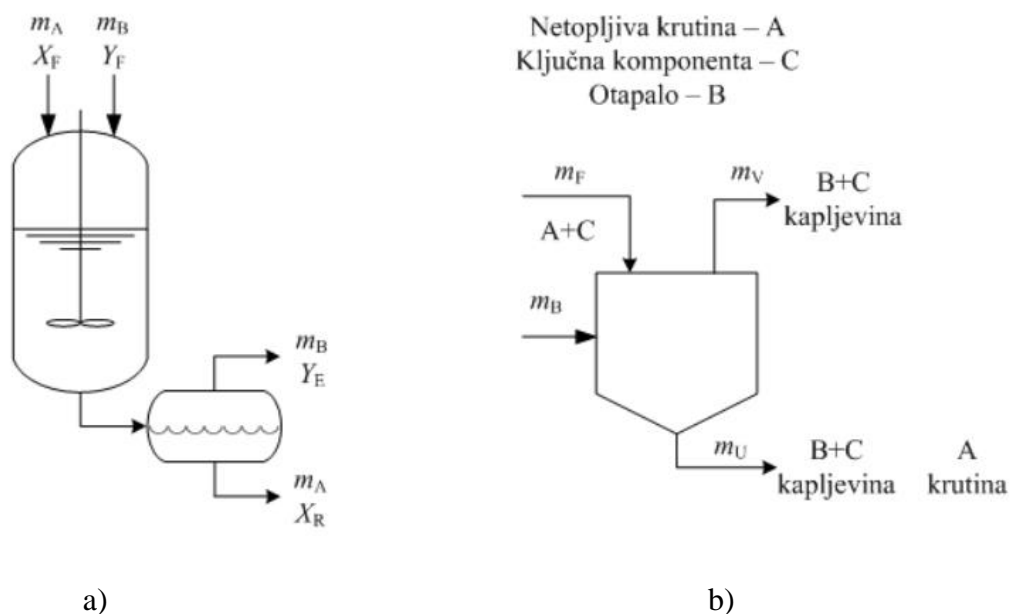 m_A m_B
X_F Y_F
m_B
Y_E
m_A
X_R
a)
Netopljiva krutina – A
Ključna komponenta – C
Otapalo – B
m_F
A+C
m_B
m_V
B+C
kapljevina
m_U
B+C A
kapljevina krutina
b)